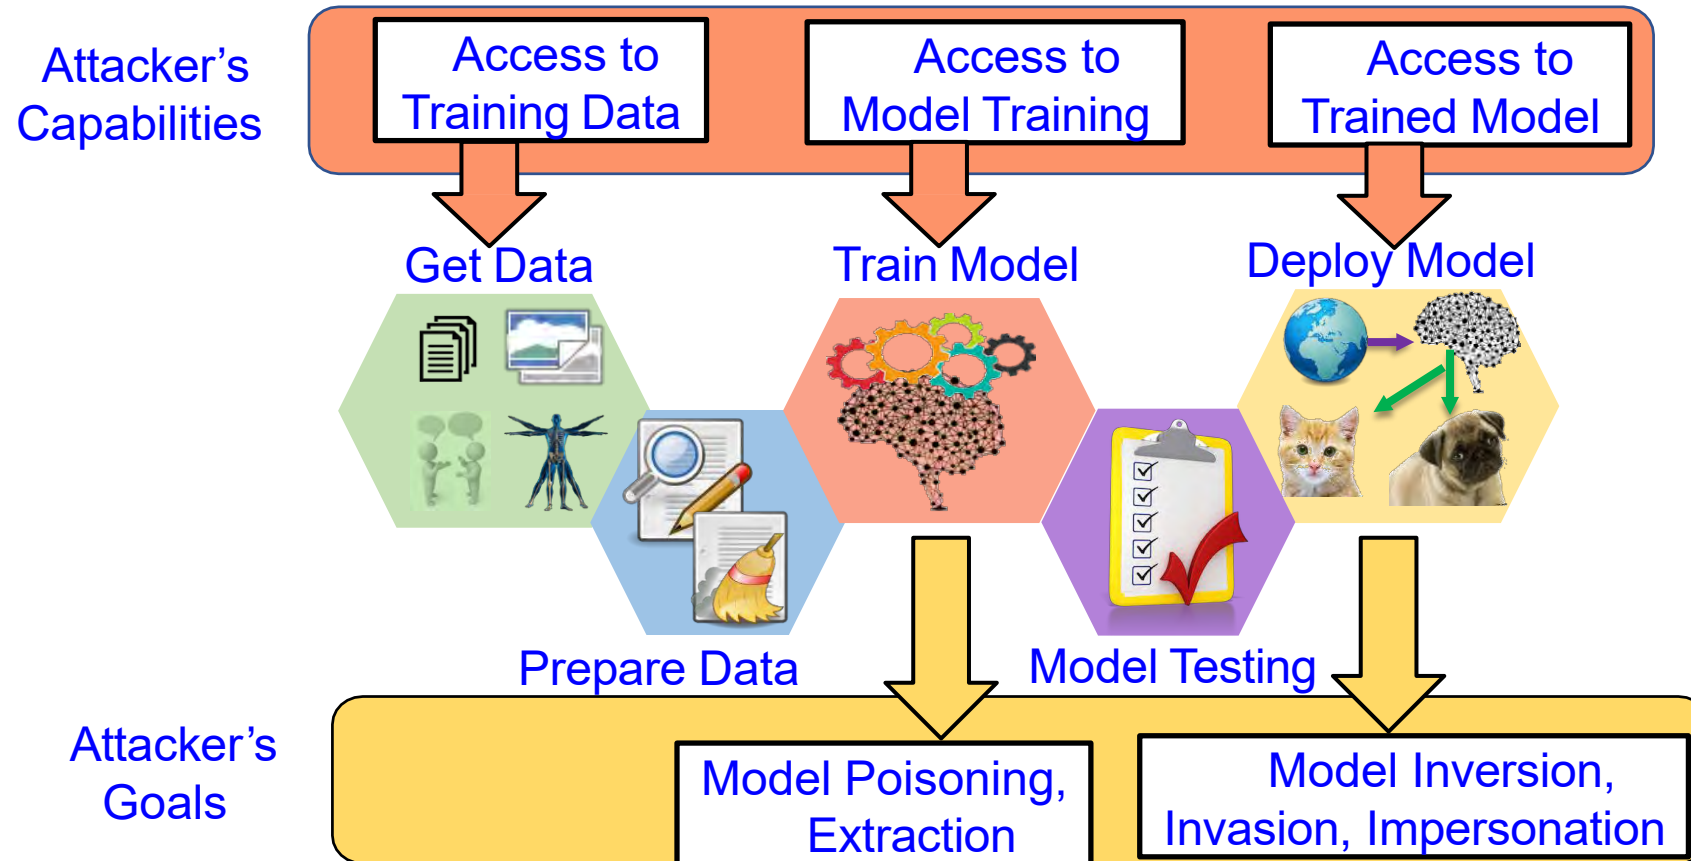 Attacker’s
Capabilities
Access to
Training Data
Access to
Model Training
Access to
Trained Model
Get Data
Train Model
Deploy Model
Prepare Data
Model Testing
Attacker’s
Goals
Model Poisoning,
Extraction
Model Inversion,
Invasion, Impersonation